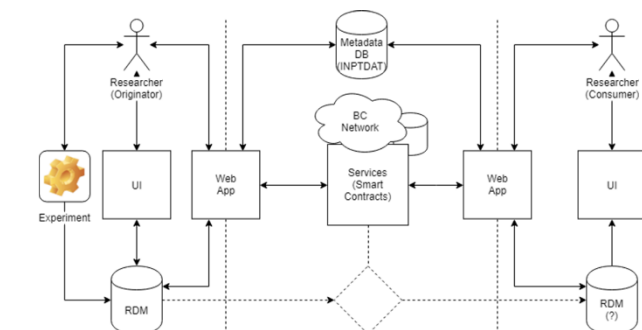 Metadata
DB
(INPTDAT)
Researcher
(Originator)
Researcher
(Consumer)
BC
Network
Experiment
UI
Web
App
Services
(Smart
Contracts)
Web
App
UI
RDM
RDM
(?)